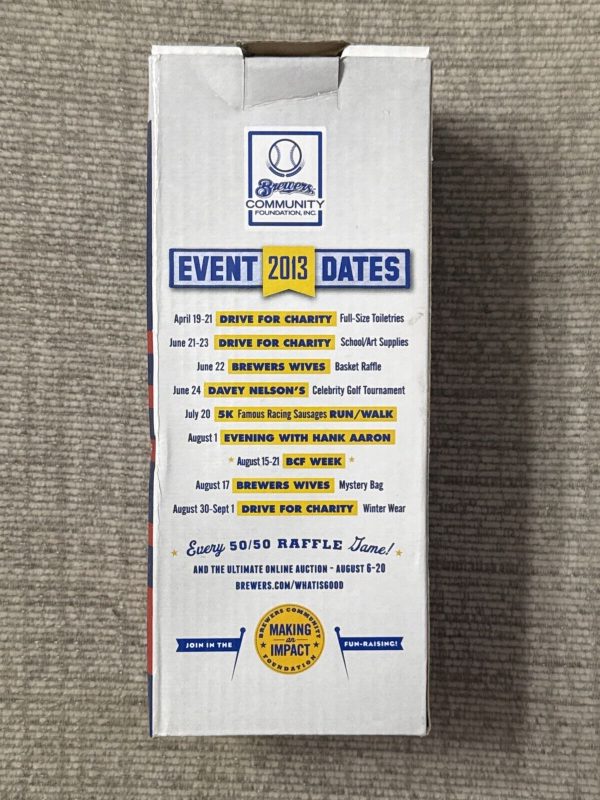 Brewers
COMMUNITY
FOUNDATION, INC.
EVENT 2013 DATES
April 19-21 DRIVE FOR CHARITY Full-Size Toiletries
June 21-23 DRIVE FOR CHARITY School/Art Supplies
June 22 BREWERS WIVES Basket Raffle
June 24 DAVEY NELSON'S Celebrity Golf Tournament
July 20 5K Famous Racing Sausages RUN/WALK
August 1 EVENING WITH HANK AARON
August 15-21 BCF WEEK
August 17 BREWERS WIVES Mystery Bag
August 30-Sept 1 DRIVE FOR CHARITY Winter Wear
Every 50/50 RAFFLE Game!
AND THE ULTIMATE ONLINE AUCTION - AUGUST 6-20
BREWERS.COM/WHATISGOOD
JOIN IN THE
BREWERS COMMUNITY
MAKING
an
IMPACT
FOUNDATION
FUN-RAISING!